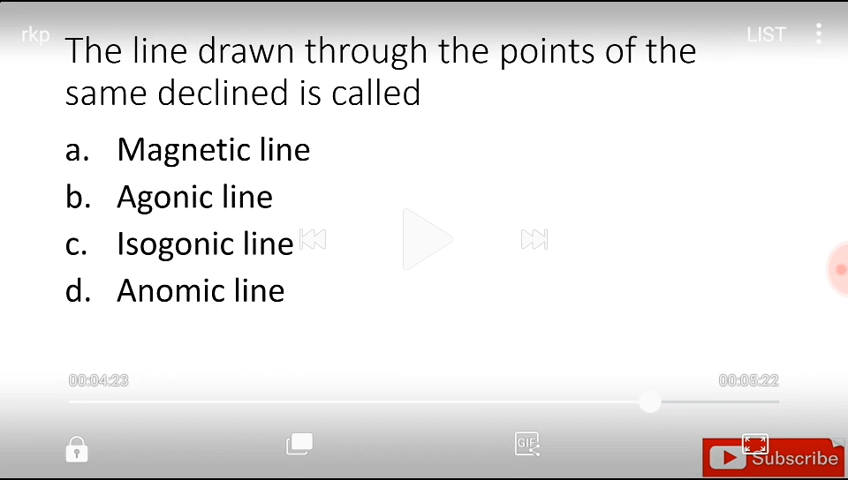 rkp
LIST
The line drawn through the points of the
same declined is called
a. Magnetic line
b. Agonic line
c. Isogonic line
d. Anomic line
00:04:23
00:05:22
GIF
Subscribe